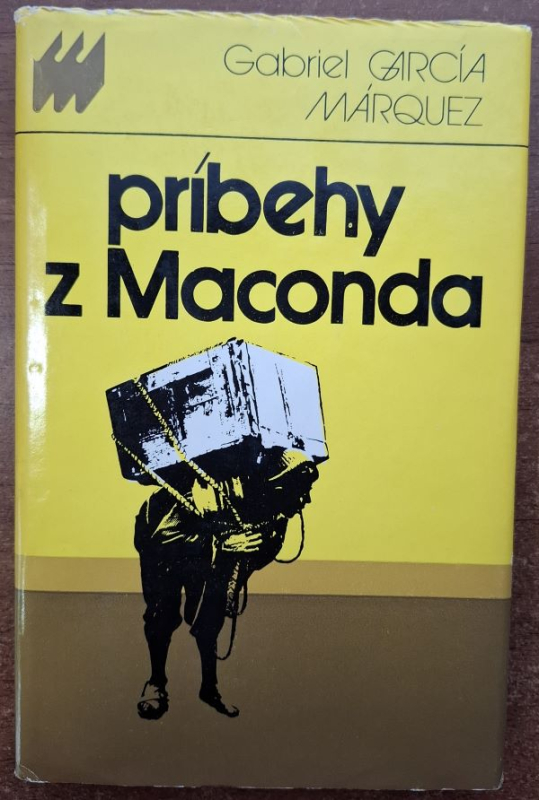 Gabriel GARCÍA
MÁRQUEZ
príbehy
z Maconda